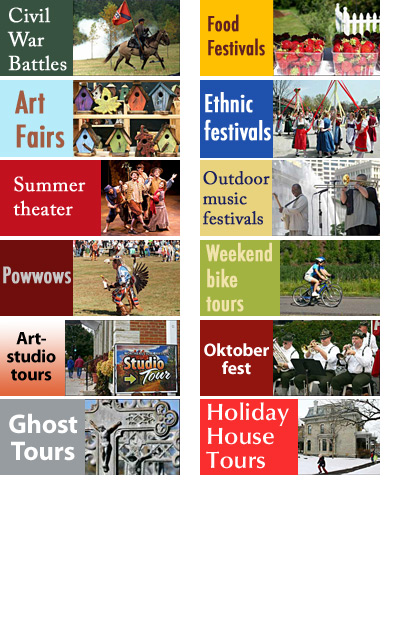 Civil
War
Battles
Food
Festivals
Art
Fairs
Ethnic
festivals
Summer
theater
Outdoor
music
festivals
Powwows
Weekend
bike
tours
Art-
studio
tours
Studio
Tour
Oktober
fest
Ghost
Tours
Holiday
House
Tours